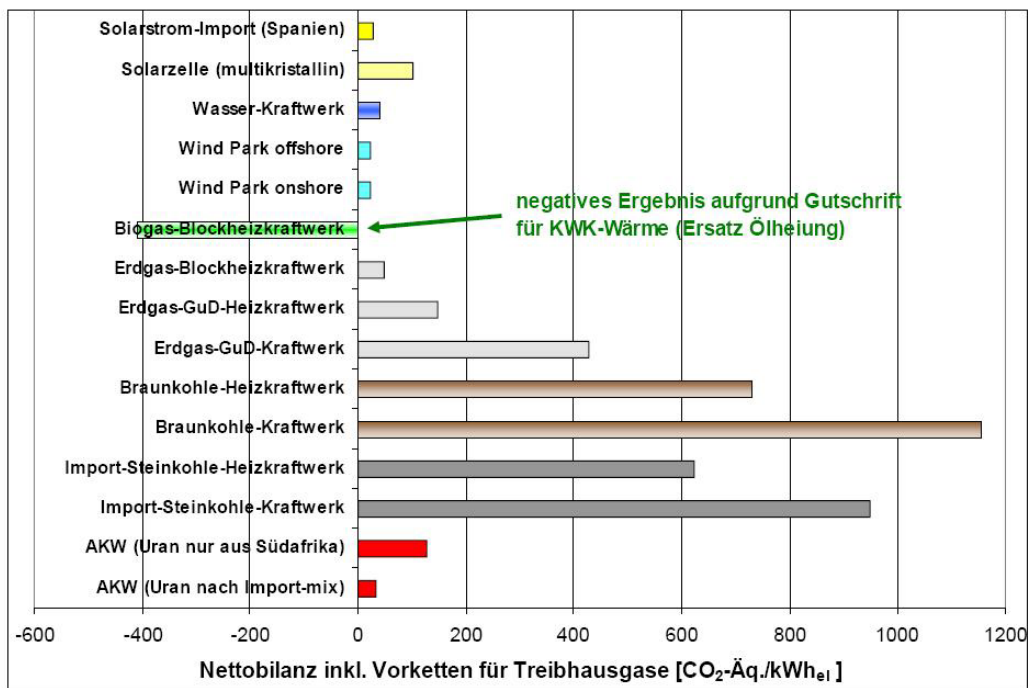 Solarstrom-Import (Spanien)
Solarzelle (multikristallin)
Wasser-Kraftwerk
Wind Park offshore
Wind Park onshore
negatives Ergebnis aufgrund Gutschrift
für KWK-Wärme (Ersatz Ölheiung)
Biogas-Blockheizkraftwerk
Erdgas-Blockheizkraftwerk
Erdgas-GuD-Heizkraftwerk
Erdgas-GuD-Kraftwerk
Braunkohle-Heizkraftwerk
Braunkohle-Kraftwerk
Import-Steinkohle-Heizkraftwerk
Import-Steinkohle-Kraftwerk
AKW (Uran nur aus Südafrika)
AKW (Uran nach Import-mix)
-600 -400 -200 0 200 400 600 800 1000 1200
Nettobilanz inkl. Vorketten für Treibhausgase [CO₂-Äq./kWhₑₗ ]